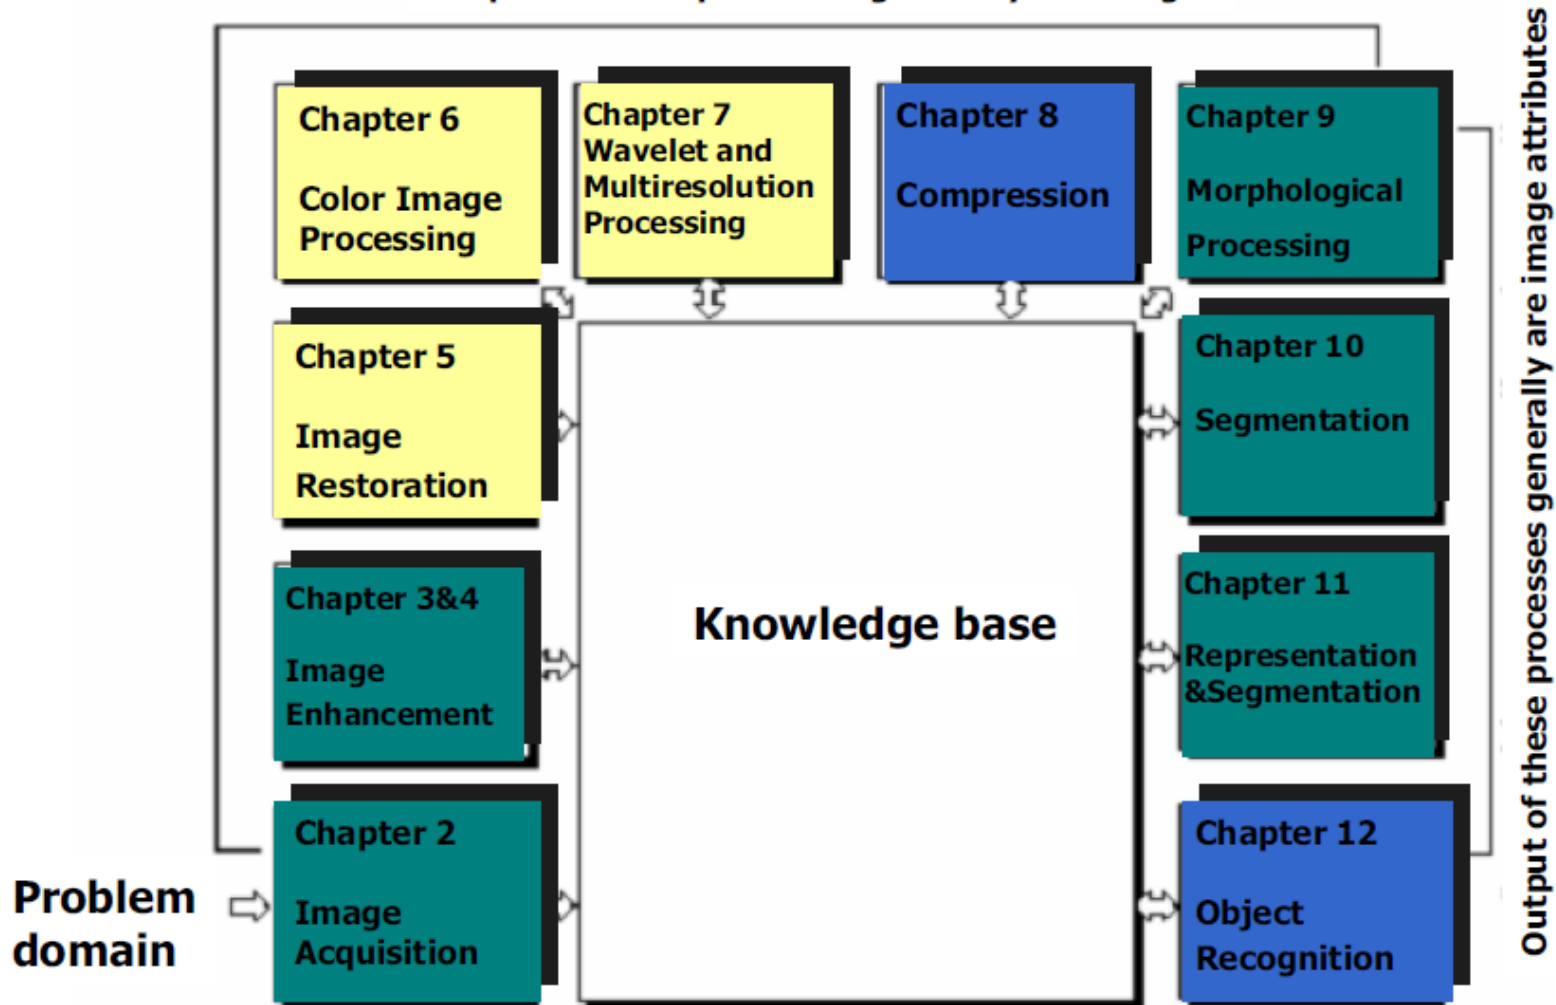 Chapter 6
Color Image
Processing
Chapter 7
Wavelet and
Multiresolution
Processing
Chapter 8
Compression
Chapter 9
Morphological
Processing
Chapter 5
Image
Restoration
Chapter 10
Segmentation
Chapter 3&4
Image
Enhancement
Knowledge base
Chapter 11
Representation
&Segmentation
Chapter 2
Image
Acquisition
Chapter 12
Object
Recognition
Problem
domain
Output of these processes generally are image attributes